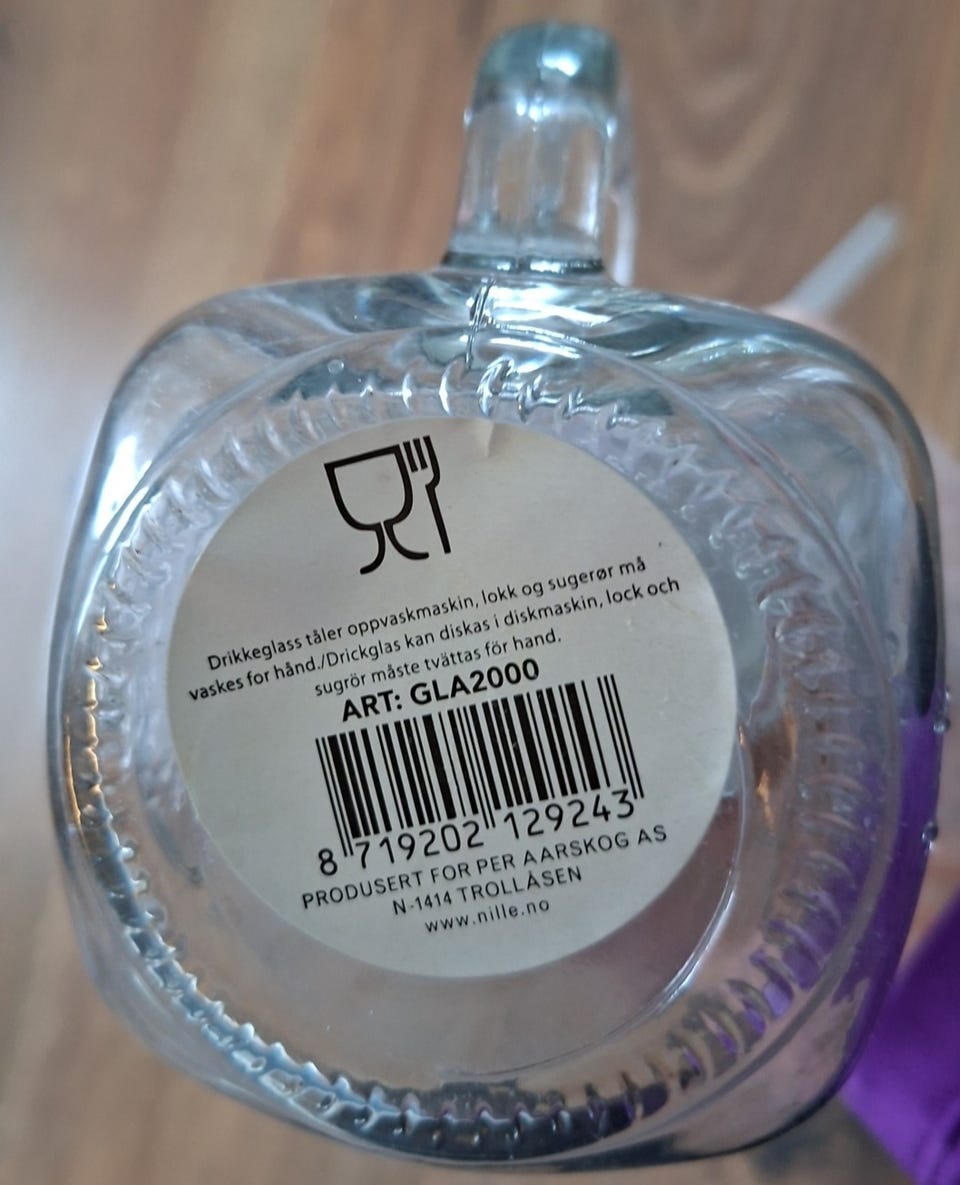 Drikkeglass tåler oppvaskmaskin, lokk og sugerør må
vaskes for hånd./Drickglas kan diskas i diskmaskin, lock och
sugrör måste tvättas för hand.
ART: GLA2000
8 719202 129243
PRODUSERT FOR PER AARSKOG AS
N-1414 TROLLÅSEN
www.nille.no